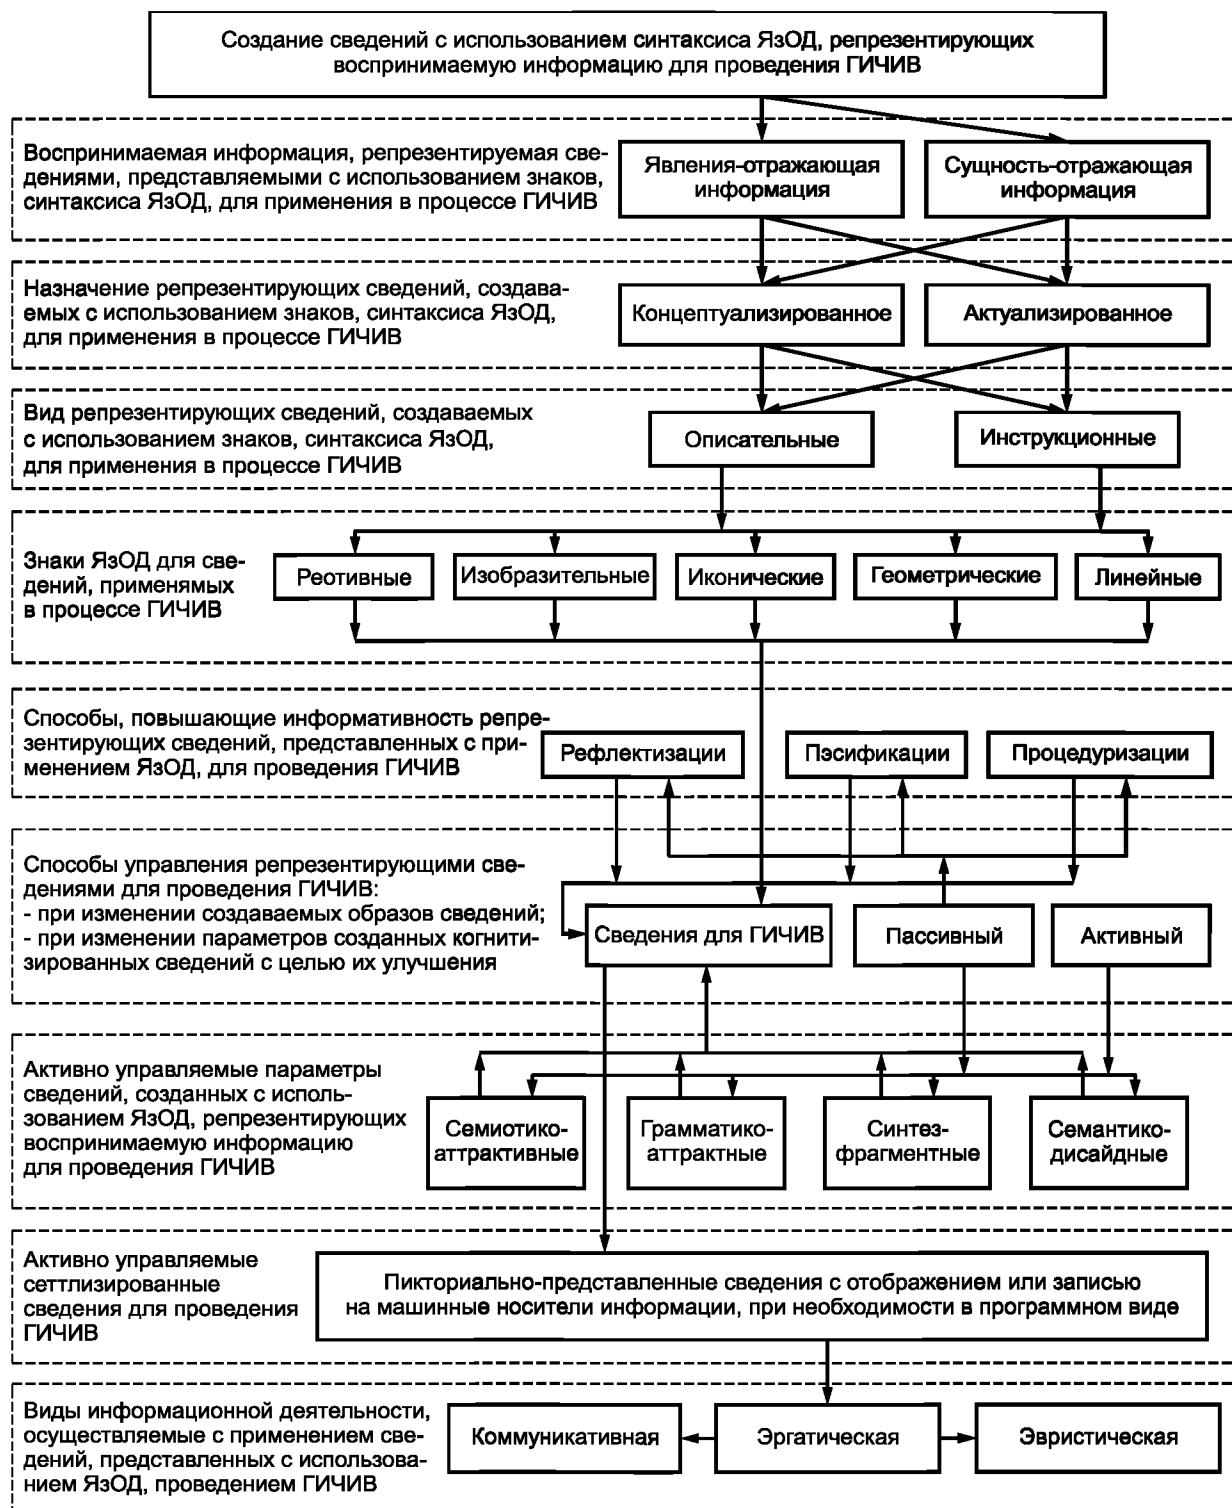 Создание сведений с использованием синтаксиса ЯзОД, репрезентирующих
воспринимаемую информацию для проведения ГИЧИВ
Воспринимаемая информация, репрезентируемая све-
дениями, представляемыми с использованием знаков,
синтаксиса ЯзОД, для применения в процессе ГИЧИВ
Явления-отражающая
информация
Сущность-отражающая
информация
Назначение репрезентирующих сведений, создава-
емых с использованием знаков, синтаксиса ЯзОД,
для применения в процессе ГИЧИВ
Концептуализированное
Актуализированное
Вид репрезентирующих сведений, создаваемых
с использованием знаков, синтаксиса ЯзОД,
для применения в процессе ГИЧИВ
Описательные
Инструкционные
Знаки ЯзОД для све-
дений, применямых
в процессе ГИЧИВ
Реотивные
Изобразительные
Иконические
Геометрические
Линейные
Способы, повышающие информативность репре-
зентирующих сведений, представленных с при-
менением ЯзОД, для проведения ГИЧИВ
Рефлектизации
Пэсификации
Процедуризации
Способы управления репрезентирующими све-
дениями для проведения ГИЧИВ:
- при изменении создаваемых образов сведений;
- при изменении параметров созданных когнити-
зированных сведений с целью их улучшения
Сведения для ГИЧИВ
Пассивный
Активный
Активно управляемые параметры
сведений, созданных с исполь-
зованием ЯзОД, репрезентирующих
воспринимаемую информацию
для проведения ГИЧИВ
Семиотико-
аттрактивные
Грамматико-
аттрактные
Синтез-
фрагментные
Семантико-
дисайдные
Активно управляемые
сеттлизированные
сведения для проведения
ГИЧИВ
Пикториально-представленные сведения с отображением или записью
на машинные носители информации, при необходимости в программном виде
Виды информационной деятельности,
осуществляемые с применением све-
дений, представленных с использова-
нием ЯзОД, проведением ГИЧИВ
Коммуникативная
Эргатическая
Эвристическая